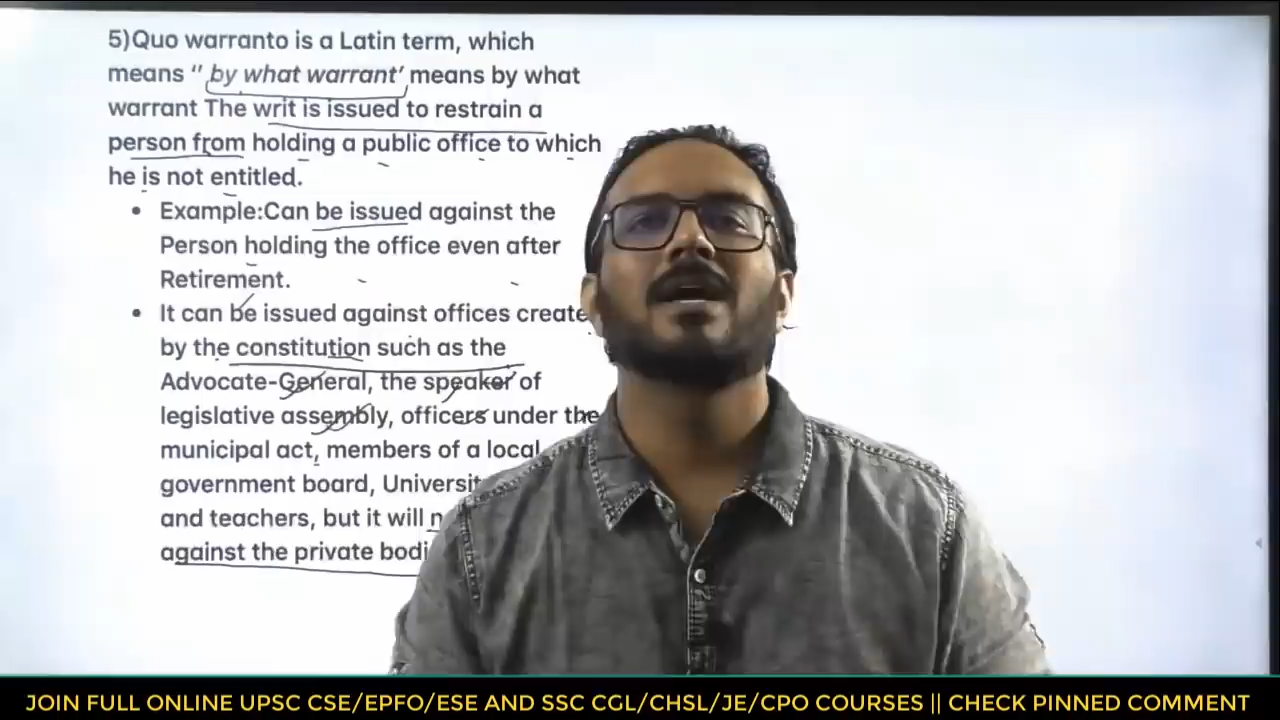 5)Quo warranto is a Latin term, which
means " by what warrant' means by what
warrant The writ is issued to restrain a
person from holding a public office to which
he is not entitled.
• Example:Can be issued against the
Person holding the office even after
Retirement.
• It can be issued against offices create
by the constitution such as the
Advocate-General, the speaker of
legislative assembly, officers under the
municipal act, members of a local
government board,
and teachers, but it will
against the private
JOIN FULL ONLINE UPSC CSE/EPFO/ESE AND SSC CGL/CHSL/JE/CPO COURSES || CHECK PINNED COMMENT